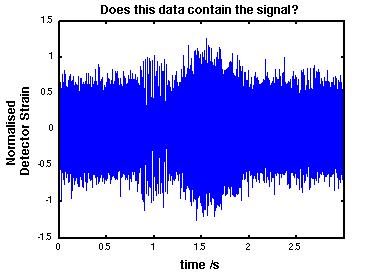 Does this data contain the signal?
1.5
1
0.5
0
-0.5
-1
-1.5
Normalised
Detector Strain
0 0.5 1 1.5 2 2.5
time /s